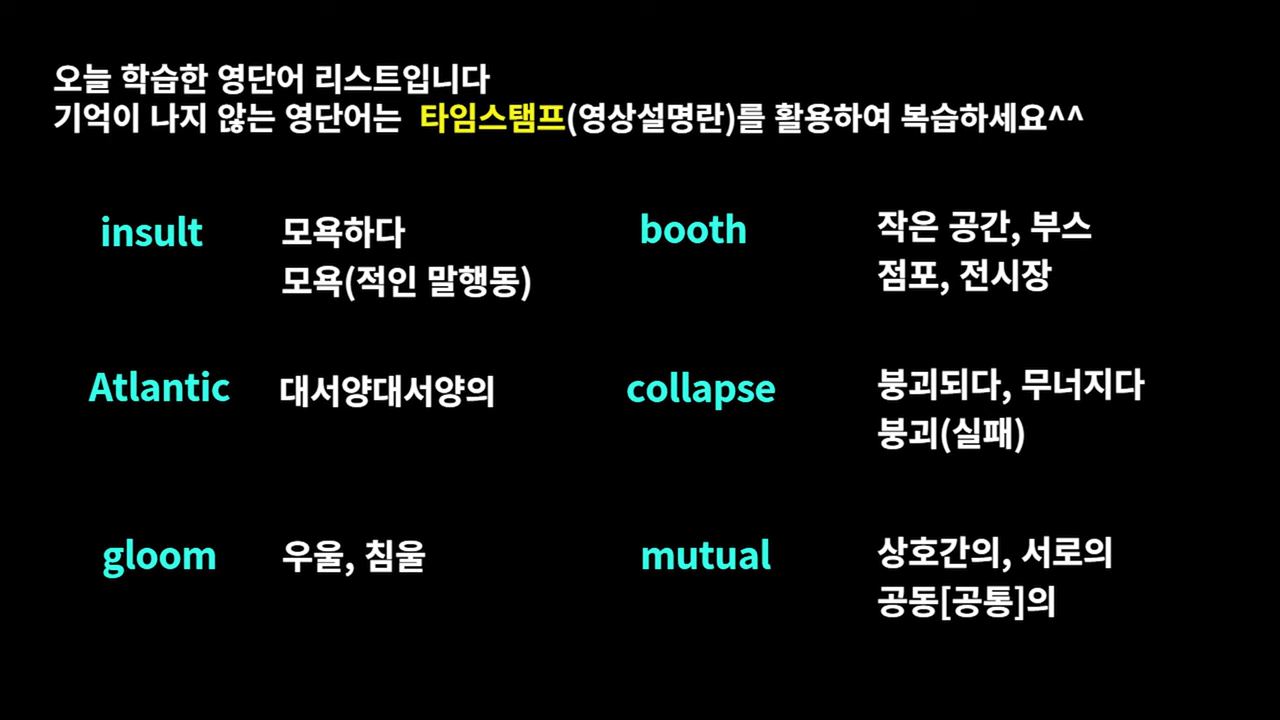 오늘 학습한 영단어 리스트입니다
기억이 나지 않는 영단어는 타임스탬프(영상설명란)를 활용하여 복습하세요^^
insult
모욕하다
모욕(적인 말행동)
booth
작은 공간, 부스
점포, 전시장
Atlantic
대서양대서양의
collapse
붕괴되다, 무너지다
붕괴(실패)
gloom
우울, 침울
mutual
상호간의, 서로의
공동[공통]의